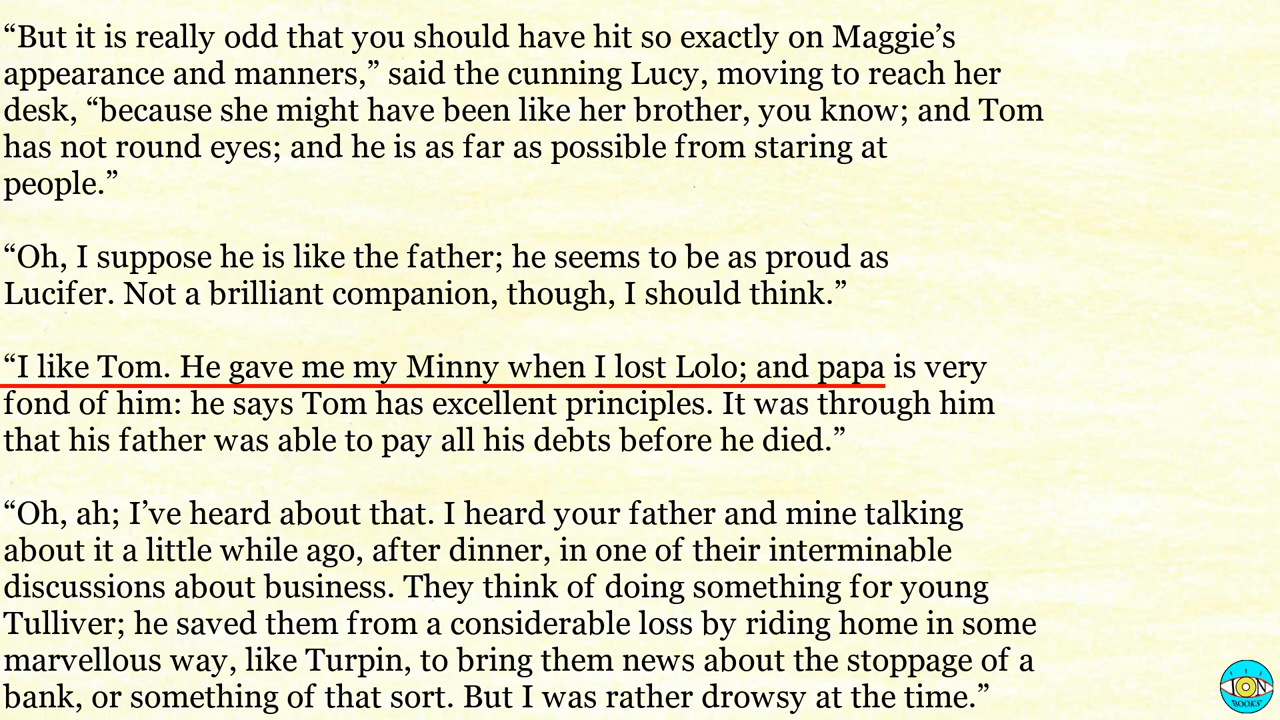 “But it is really odd that you should have hit so exactly on Maggie’s
appearance and manners,” said the cunning Lucy, moving to reach her
desk, “because she might have been like her brother, you know; and Tom
has not round eyes; and he is as far as possible from staring at
people.”
“Oh, I suppose he is like the father; he seems to be as proud as
Lucifer. Not a brilliant companion, though, I should think.”
“I like Tom. He gave me my Minny when I lost Lolo; and papa is very
fond of him: he says Tom has excellent principles. It was through him
that his father was able to pay all his debts before he died.”
“Oh, ah; I’ve heard about that. I heard your father and mine talking
about it a little while ago, after dinner, in one of their interminable
discussions about business. They think of doing something for young
Tulliver; he saved them from a considerable loss by riding home in some
marvellous way, like Turpin, to bring them news about the stoppage of a
bank, or something of that sort. But I was rather drowsy at the time.”
ION
BOOKS